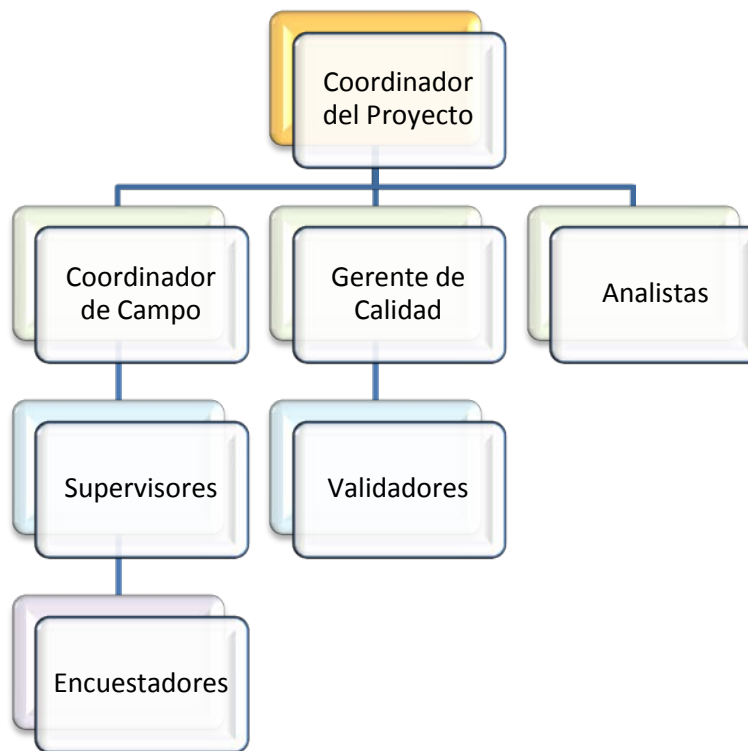 Coordinador
del Proyecto
Coordinador
de Campo
Gerente de
Calidad
Analistas
Supervisores
Validadores
Encuestadores